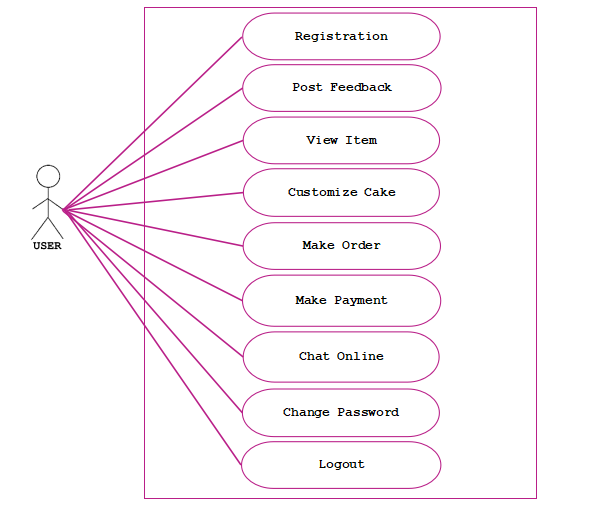 Registration
Post Feedback
View Item
Customize Cake
USER
Make Order
Make Payment
Chat Online
Change Password
Logout